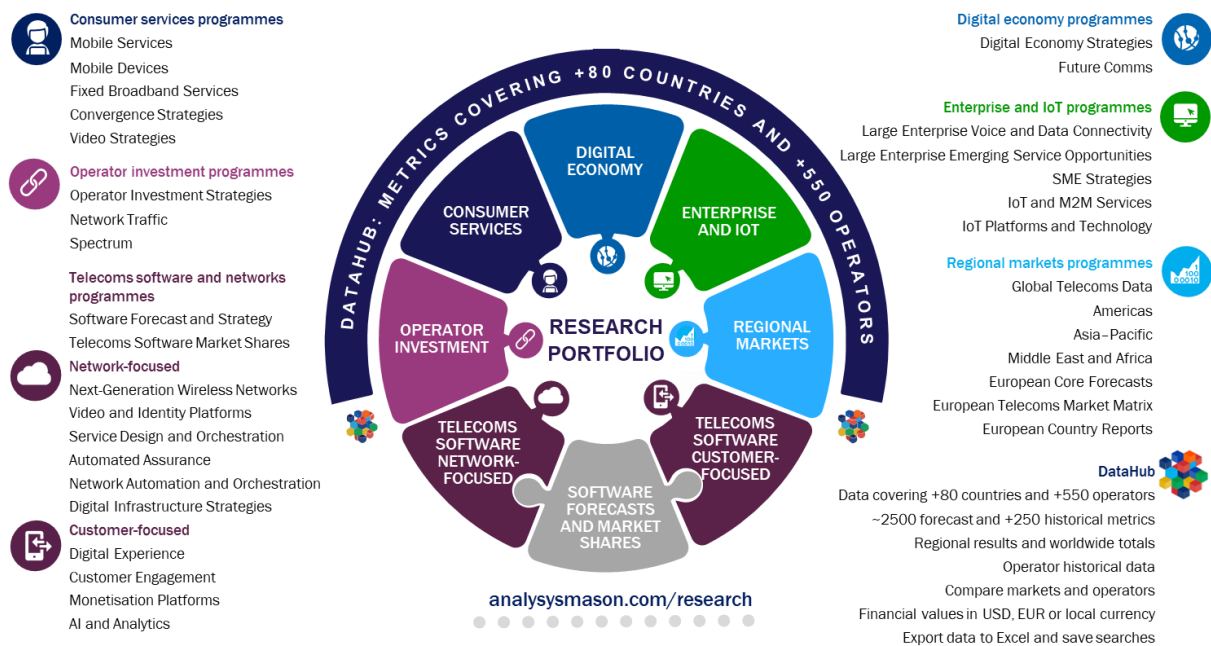 Consumer services programmes
Mobile Services
Mobile Devices
Fixed Broadband Services
Convergence Strategies
Video Strategies
Operator investment programmes
Operator Investment Strategies
Network Traffic
Spectrum
Telecoms software and networks
programmes
Software Forecast and Strategy
Telecoms Software Market Shares
Network-focused
Next-Generation Wireless Networks
Video and Identity Platforms
Service Design and Orchestration
Automated Assurance
Network Automation and Orchestration
Digital Infrastructure Strategies
Customer-focused
Digital Experience
Customer Engagement
Monetisation Platforms
AI and Analytics
DATAHUB: METRICS COVERING +80 COUNTRIES AND +550 OPERATORS
DIGITAL
ECONOMY
CONSUMER
SERVICES
ENTERPRISE
AND IOT
OPERATOR
INVESTMENT
RESEARCH
PORTFOLIO
REGIONAL
MARKETS
1
100
00010
TELECOMS
SOFTWARE
NETWORK-
FOCUSED
TELECOMS
SOFTWARE
CUSTOMER-
FOCUSED
SOFTWARE
FORECASTS
AND MARKET
SHARES
analysysmason.com/research
Digital economy programmes
Digital Economy Strategies
Future Comms
Enterprise and IoT programmes
Large Enterprise Voice and Data Connectivity
Large Enterprise Emerging Service Opportunities
SME Strategies
IoT and M2M Services
IoT Platforms and Technology
Regional markets programmes
1
100
00010
Global Telecoms Data
Americas
Asia–Pacific
Middle East and Africa
European Core Forecasts
European Telecoms Market Matrix
European Country Reports
DataHub
Data covering +80 countries and +550 operators
~2500 forecast and +250 historical metrics
Regional results and worldwide totals
Operator historical data
Compare markets and operators
Financial values in USD, EUR or local currency
Export data to Excel and save searches